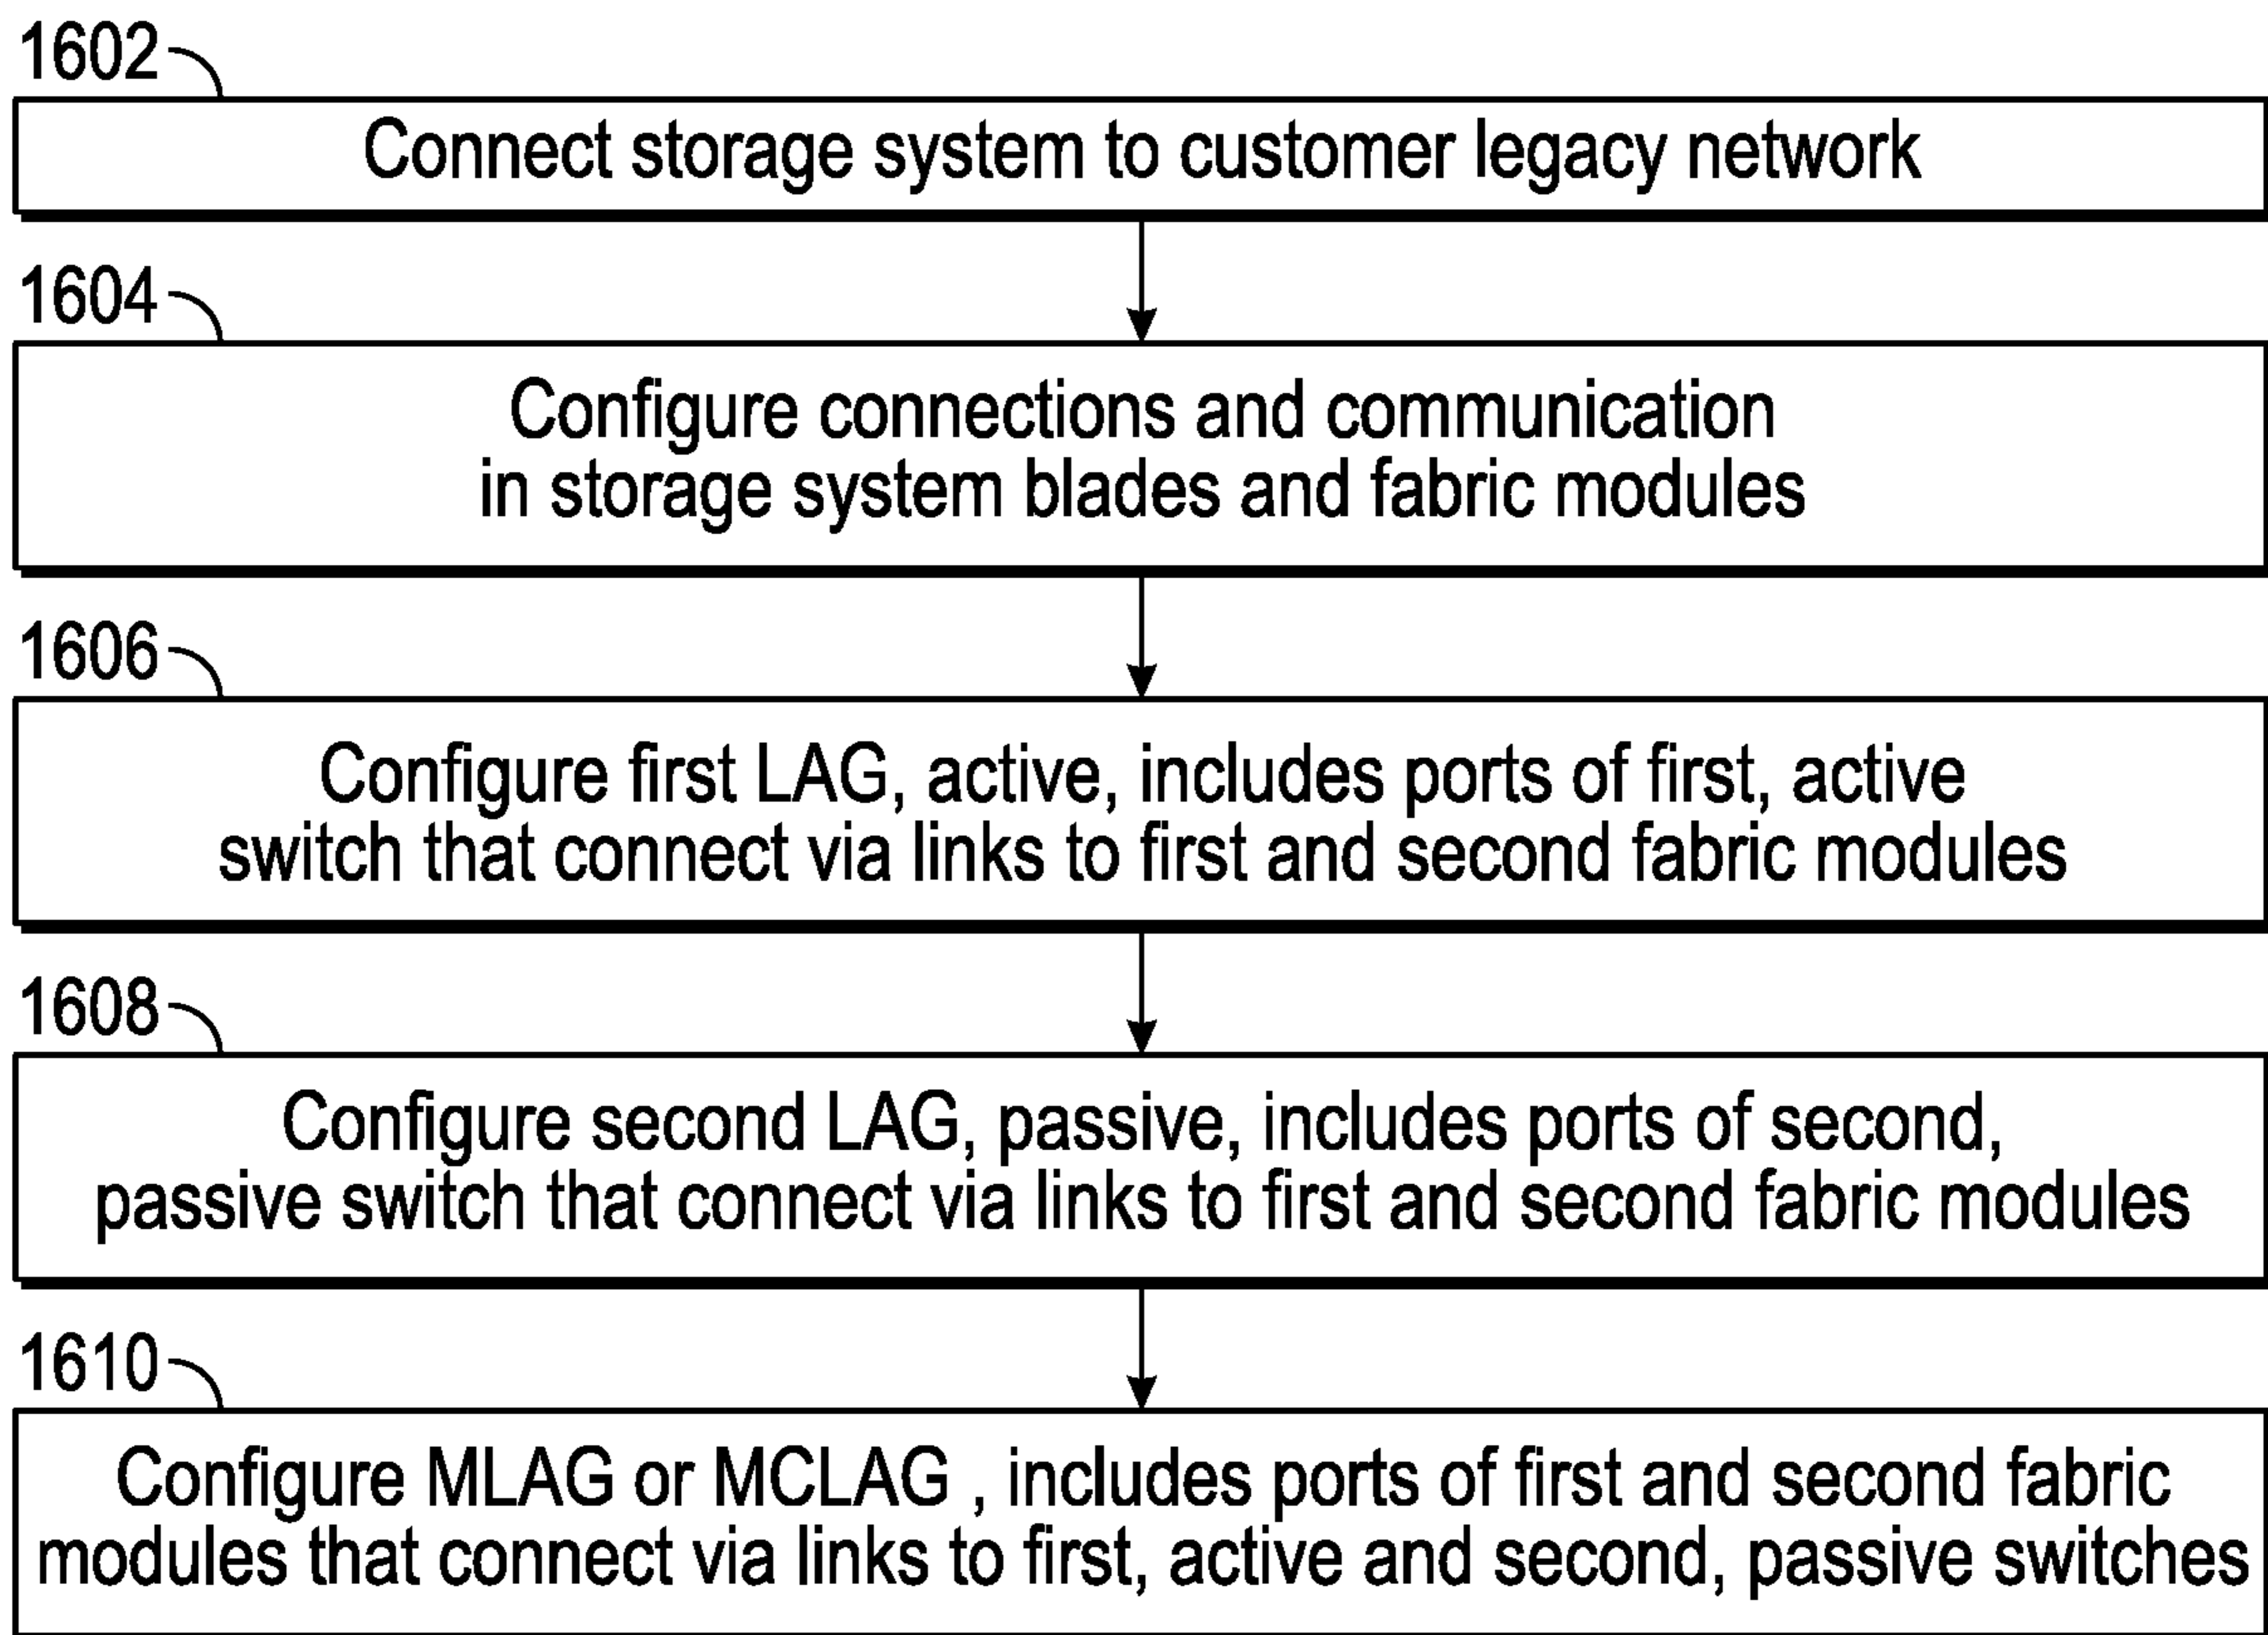 1602
Connect storage system to customer legacy network
1604
Configure connections and communication
in storage system blades and fabric modules
1606
Configure first LAG, active, includes ports of first, active
switch that connect via links to first and second fabric modules
1608
Configure second LAG, passive, includes ports of second,
passive switch that connect via links to first and second fabric modules
1610
Configure MLAG or MCLAG , includes ports of first and second fabric
modules that connect via links to first, active and second, passive switches